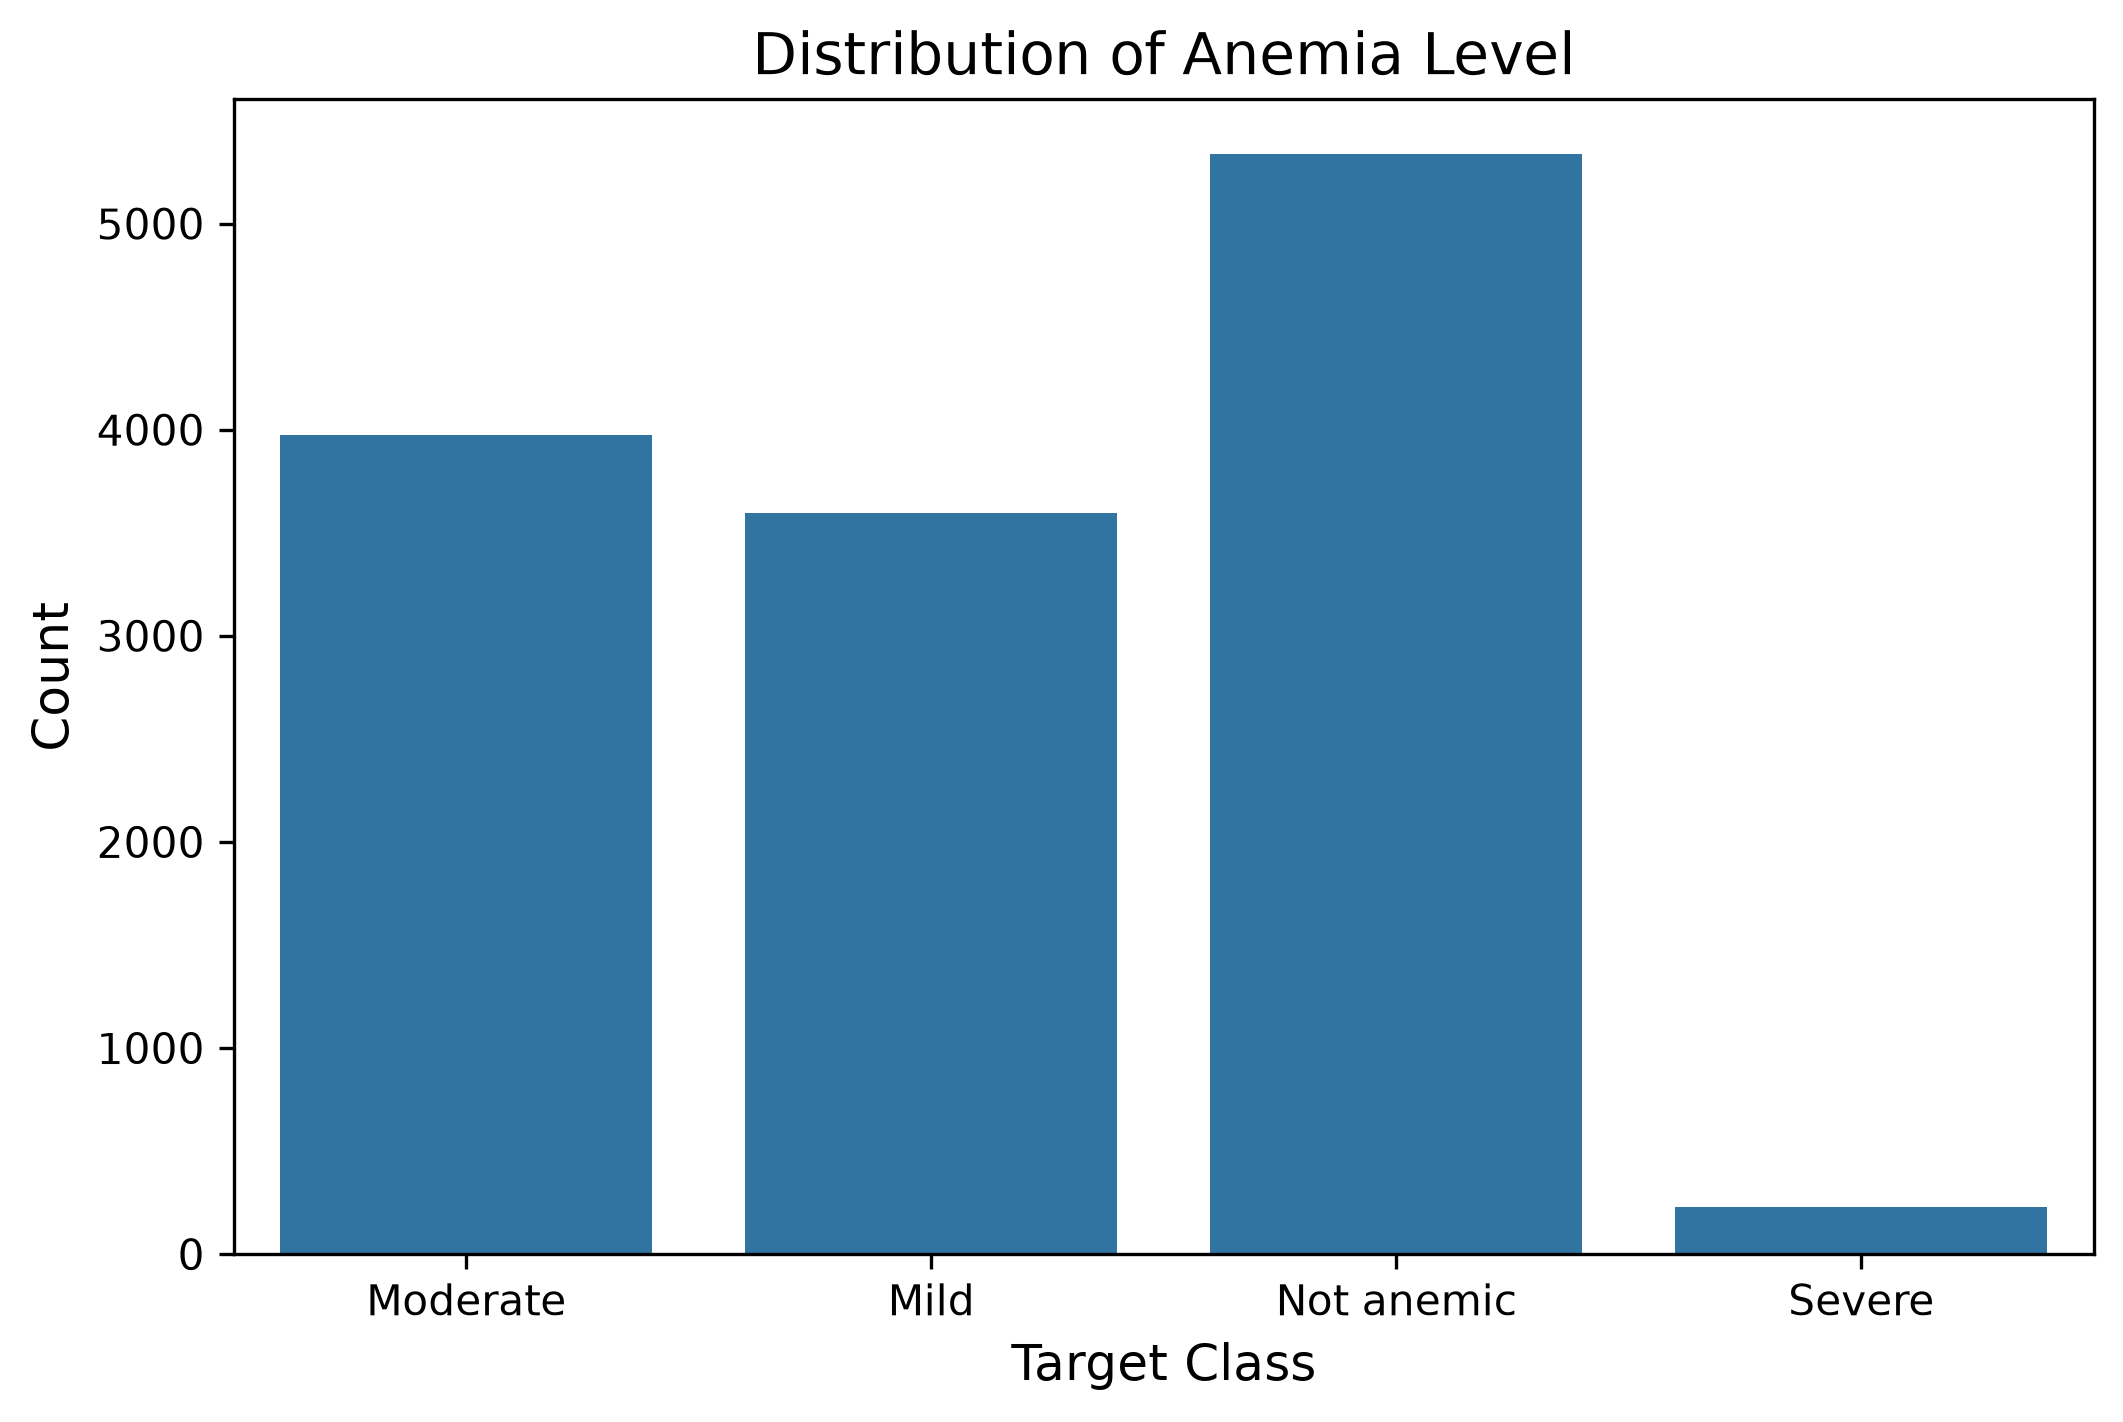 Distribution of Anemia Level
5000
4000
3000
2000
1000
0
Count
Moderate Mild Not anemic Severe
Target Class